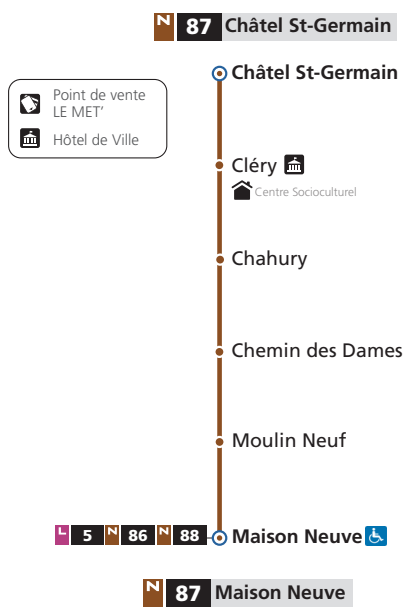 N 87 Châtel St-Germain
Châtel St-Germain
Point de vente
LE MET'
Hôtel de Ville
Cléry
Centre Socioculturel
Chahury
Chemin des Dames
Moulin Neuf
L 5 N 86 N 88 Maison Neuve
N 87 Maison Neuve